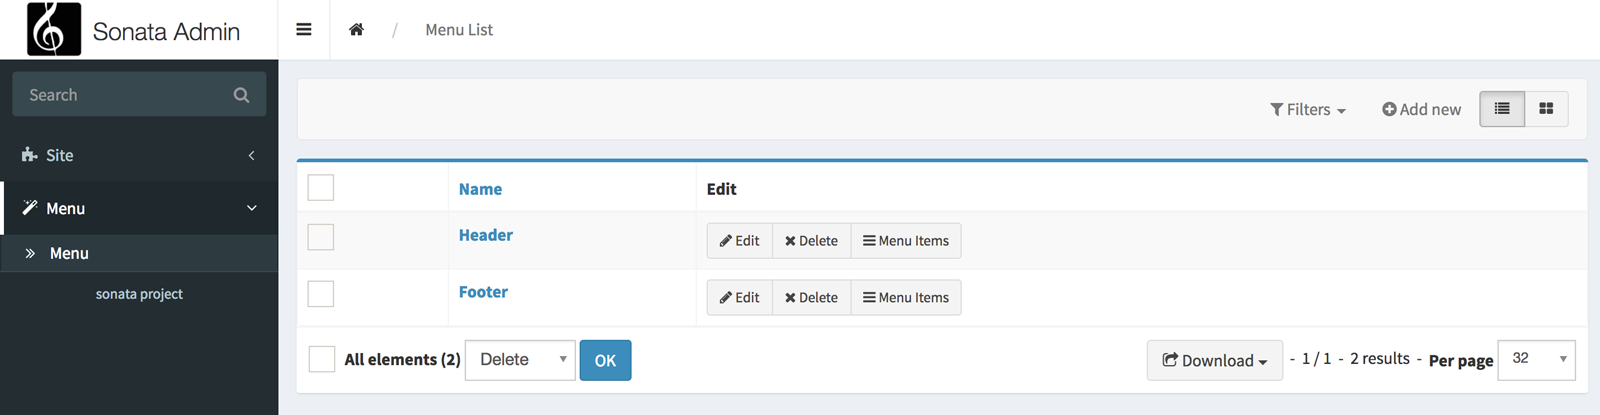 Sonata Admin
/ Menu List
Search
Site
Menu
Menu
sonata project
Filters
Add new
Name Edit
Header Edit Delete Menu Items
Footer Edit Delete Menu Items
All elements (2) Delete OK Download - 1 / 1 - 2 results - Per page 32